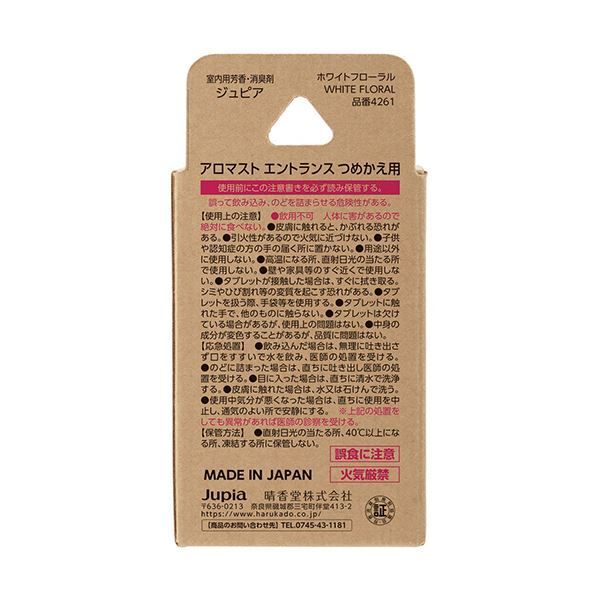 室内用芳香・消臭剤
ジュピア
ホワイトフローラル
WHITE FLORAL
品番4261
アロマスト エントランス つめかえ用
使用前にこの注意書きを必ず読み保管する。
誤って飲み込み、のどを詰まらせる危険性がある。
【使用上の注意】●飲用不可 人体に害があるので
絶対に食べない。●皮膚に触れると、かぶれる恐れが
ある。●引火性があるので火気に近づけない。●子供
や認知症の方の手の届く所に置かない。●用途以外
に使用しない。●高温になる所、直射日光の当たる所
で使用しない。●壁や家具等のすぐ近くで使用しな
い。●タブレットが接触した場合は、すぐに拭き取る。
シミやひび割れ等の変質を起こす恐れがある。●タブ
レットを扱う際、手袋等を使用する。●タブレットに触
れた手で、他のものに触らない。●タブレットは欠けて
いる場合があるが、使用上の問題はない。●中身の
成分が変色することがあるが、品質に問題はない。
【応急処置】●飲み込んだ場合は、無理に吐き出さ
ず口をすすいで水を飲み、医師の処置を受ける。
●のどに詰まった場合は、直ちに吐き出し医師の処
置を受ける。●目に入った場合は、直ちに清水で洗浄
する。●皮膚に触れた場合は、水又は石けんで洗う。
●使用中気分が悪くなった場合は、直ちに使用を中
止し、通気のよい所で安静にする。※上記の処置を
しても異常があれば医師の診察を受ける。
【保管方法】●直射日光の当たる所、40℃以上にな
る所、凍結する所に保管しない。
誤食に注意
火気厳禁
MADE IN JAPAN
Jupia 晴香堂株式会社
〒636-0213 奈良県磯城郡三宅町伴堂413-2
https://www.harukado.co.jp/
【商品のお問い合わせ先】TEL.0745-43-1181
証